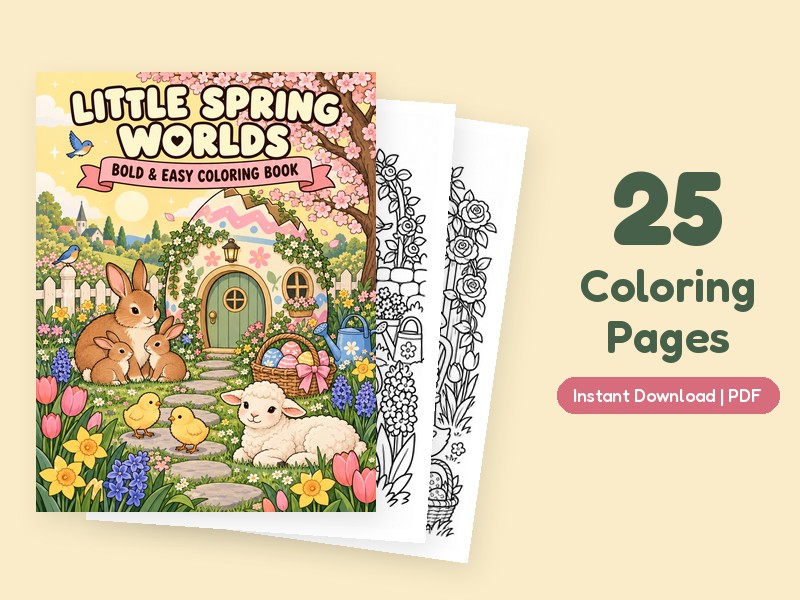 LITTLE SPRING
WORLDS
BOLD & EASY COLORING BOOK
25
Coloring
Pages
Instant Download | PDF